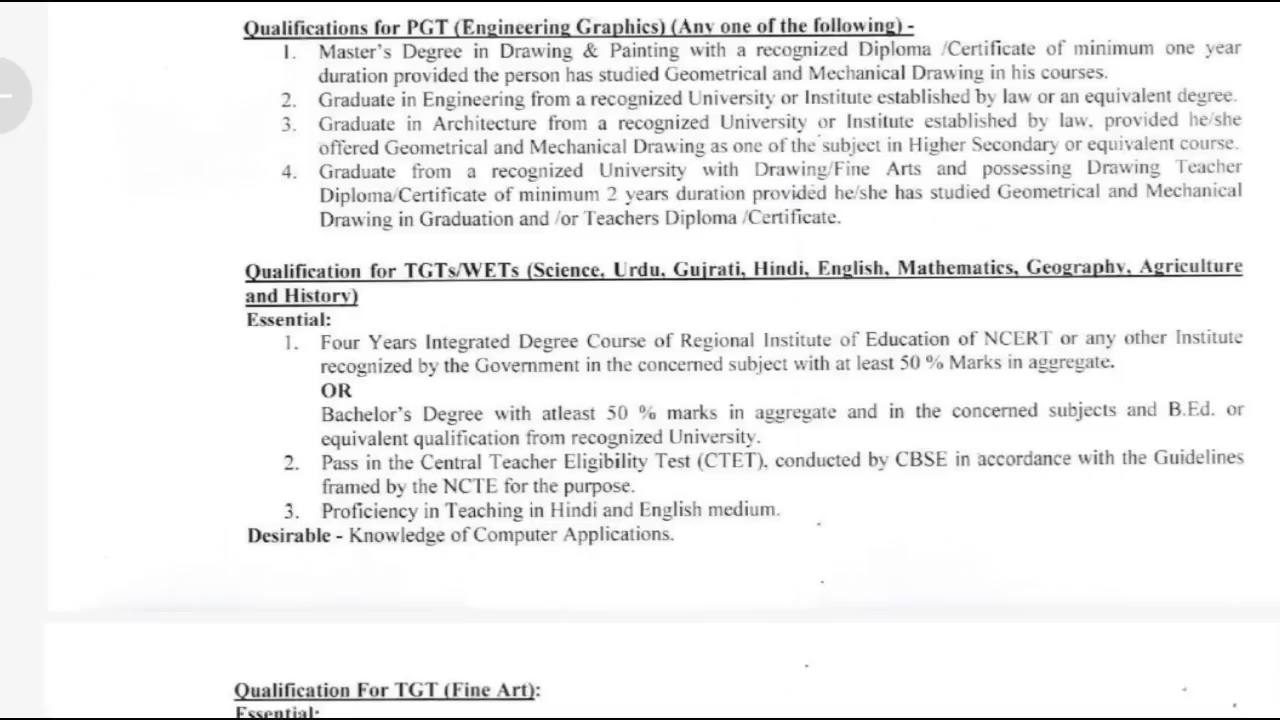 Qualifications for PGT (Engineering Graphics) (Any one of the following) -
1. Master's Degree in Drawing & Painting with a recognized Diploma /Certificate of minimum one year
duration provided the person has studied Geometrical and Mechanical Drawing in his courses.
2. Graduate in Engineering from a recognized University or Institute established by law or an equivalent degree.
3. Graduate in Architecture from a recognized University or Institute established by law, provided he/she
offered Geometrical and Mechanical Drawing as one of the subject in Higher Secondary or equivalent course.
4. Graduate from a recognized University with Drawing/Fine Arts and possessing Drawing Teacher
Diploma/Certificate of minimum 2 years duration provided he/she has studied Geometrical and Mechanical
Drawing in Graduation and /or Teachers Diploma /Certificate.
Qualification for TGTs/WETs (Science, Urdu, Gujrati, Hindi, English, Mathematics, Geography, Agriculture
and History)
Essential:
1. Four Years Integrated Degree Course of Regional Institute of Education of NCERT or any other Institute
recognized by the Government in the concerned subject with at least 50 % Marks in aggregate.
OR
Bachelor's Degree with atleast 50 % marks in aggregate and in the concerned subjects and B.Ed. or
equivalent qualification from recognized University.
2. Pass in the Central Teacher Eligibility Test (CTET), conducted by CBSE in accordance with the Guidelines
framed by the NCTE for the purpose.
3. Proficiency in Teaching in Hindi and English medium.
Desirable - Knowledge of Computer Applications.
Qualification For TGT (Fine Art):
Essential: